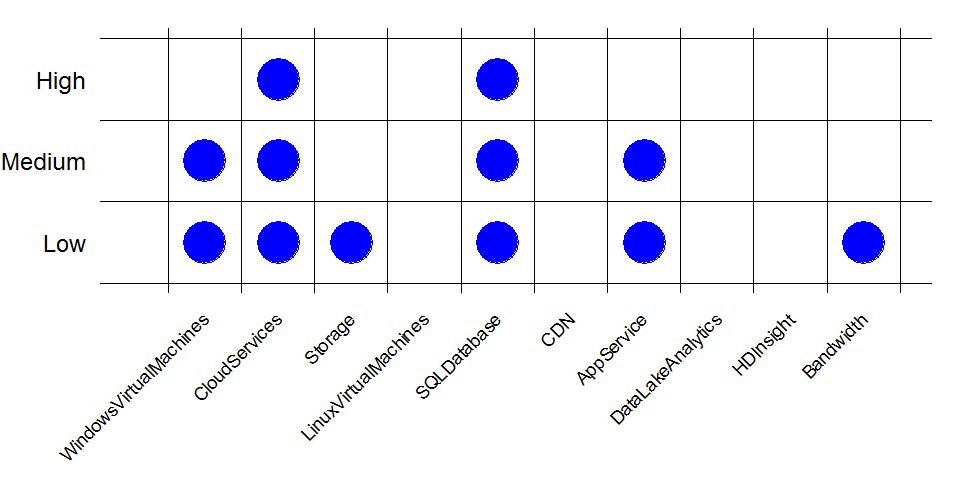 High
Medium
Low
WindowsVirtualMachines
CloudServices
Storage
LinuxVirtualMachines
SQLDatabase
CDN
AppService
DataLakeAnalytics
HDInsight
Bandwidth